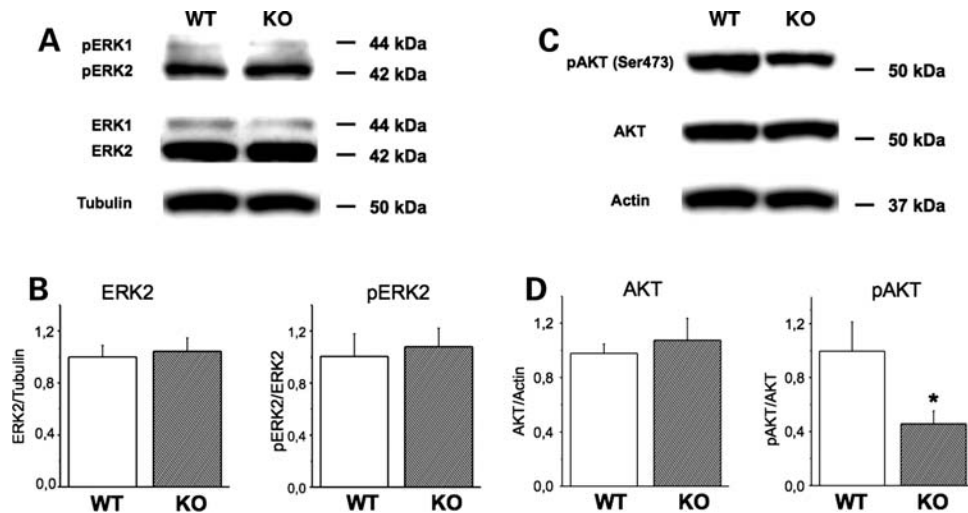 WT KO
A
pERK1 44 kDa
pERK2 42 kDa
ERK1 44 kDa
ERK2 42 kDa
Tubulin 50 kDa
WT KO
C
pAKT (Ser473) 50 kDa
AKT 50 kDa
Actin 37 kDa
B
ERK2
ERK2/Tubulin
1,2
0,8
0,4
0,0
WT KO
pERK2
pERK2/ERK2
1,2
0,8
0,4
0,0
WT KO
D
AKT
AKT/Actin
1,2
0,8
0,4
0,0
WT KO
pAKT
pAKT/AKT
1,2
0,8
0,4
0,0
*
WT KO